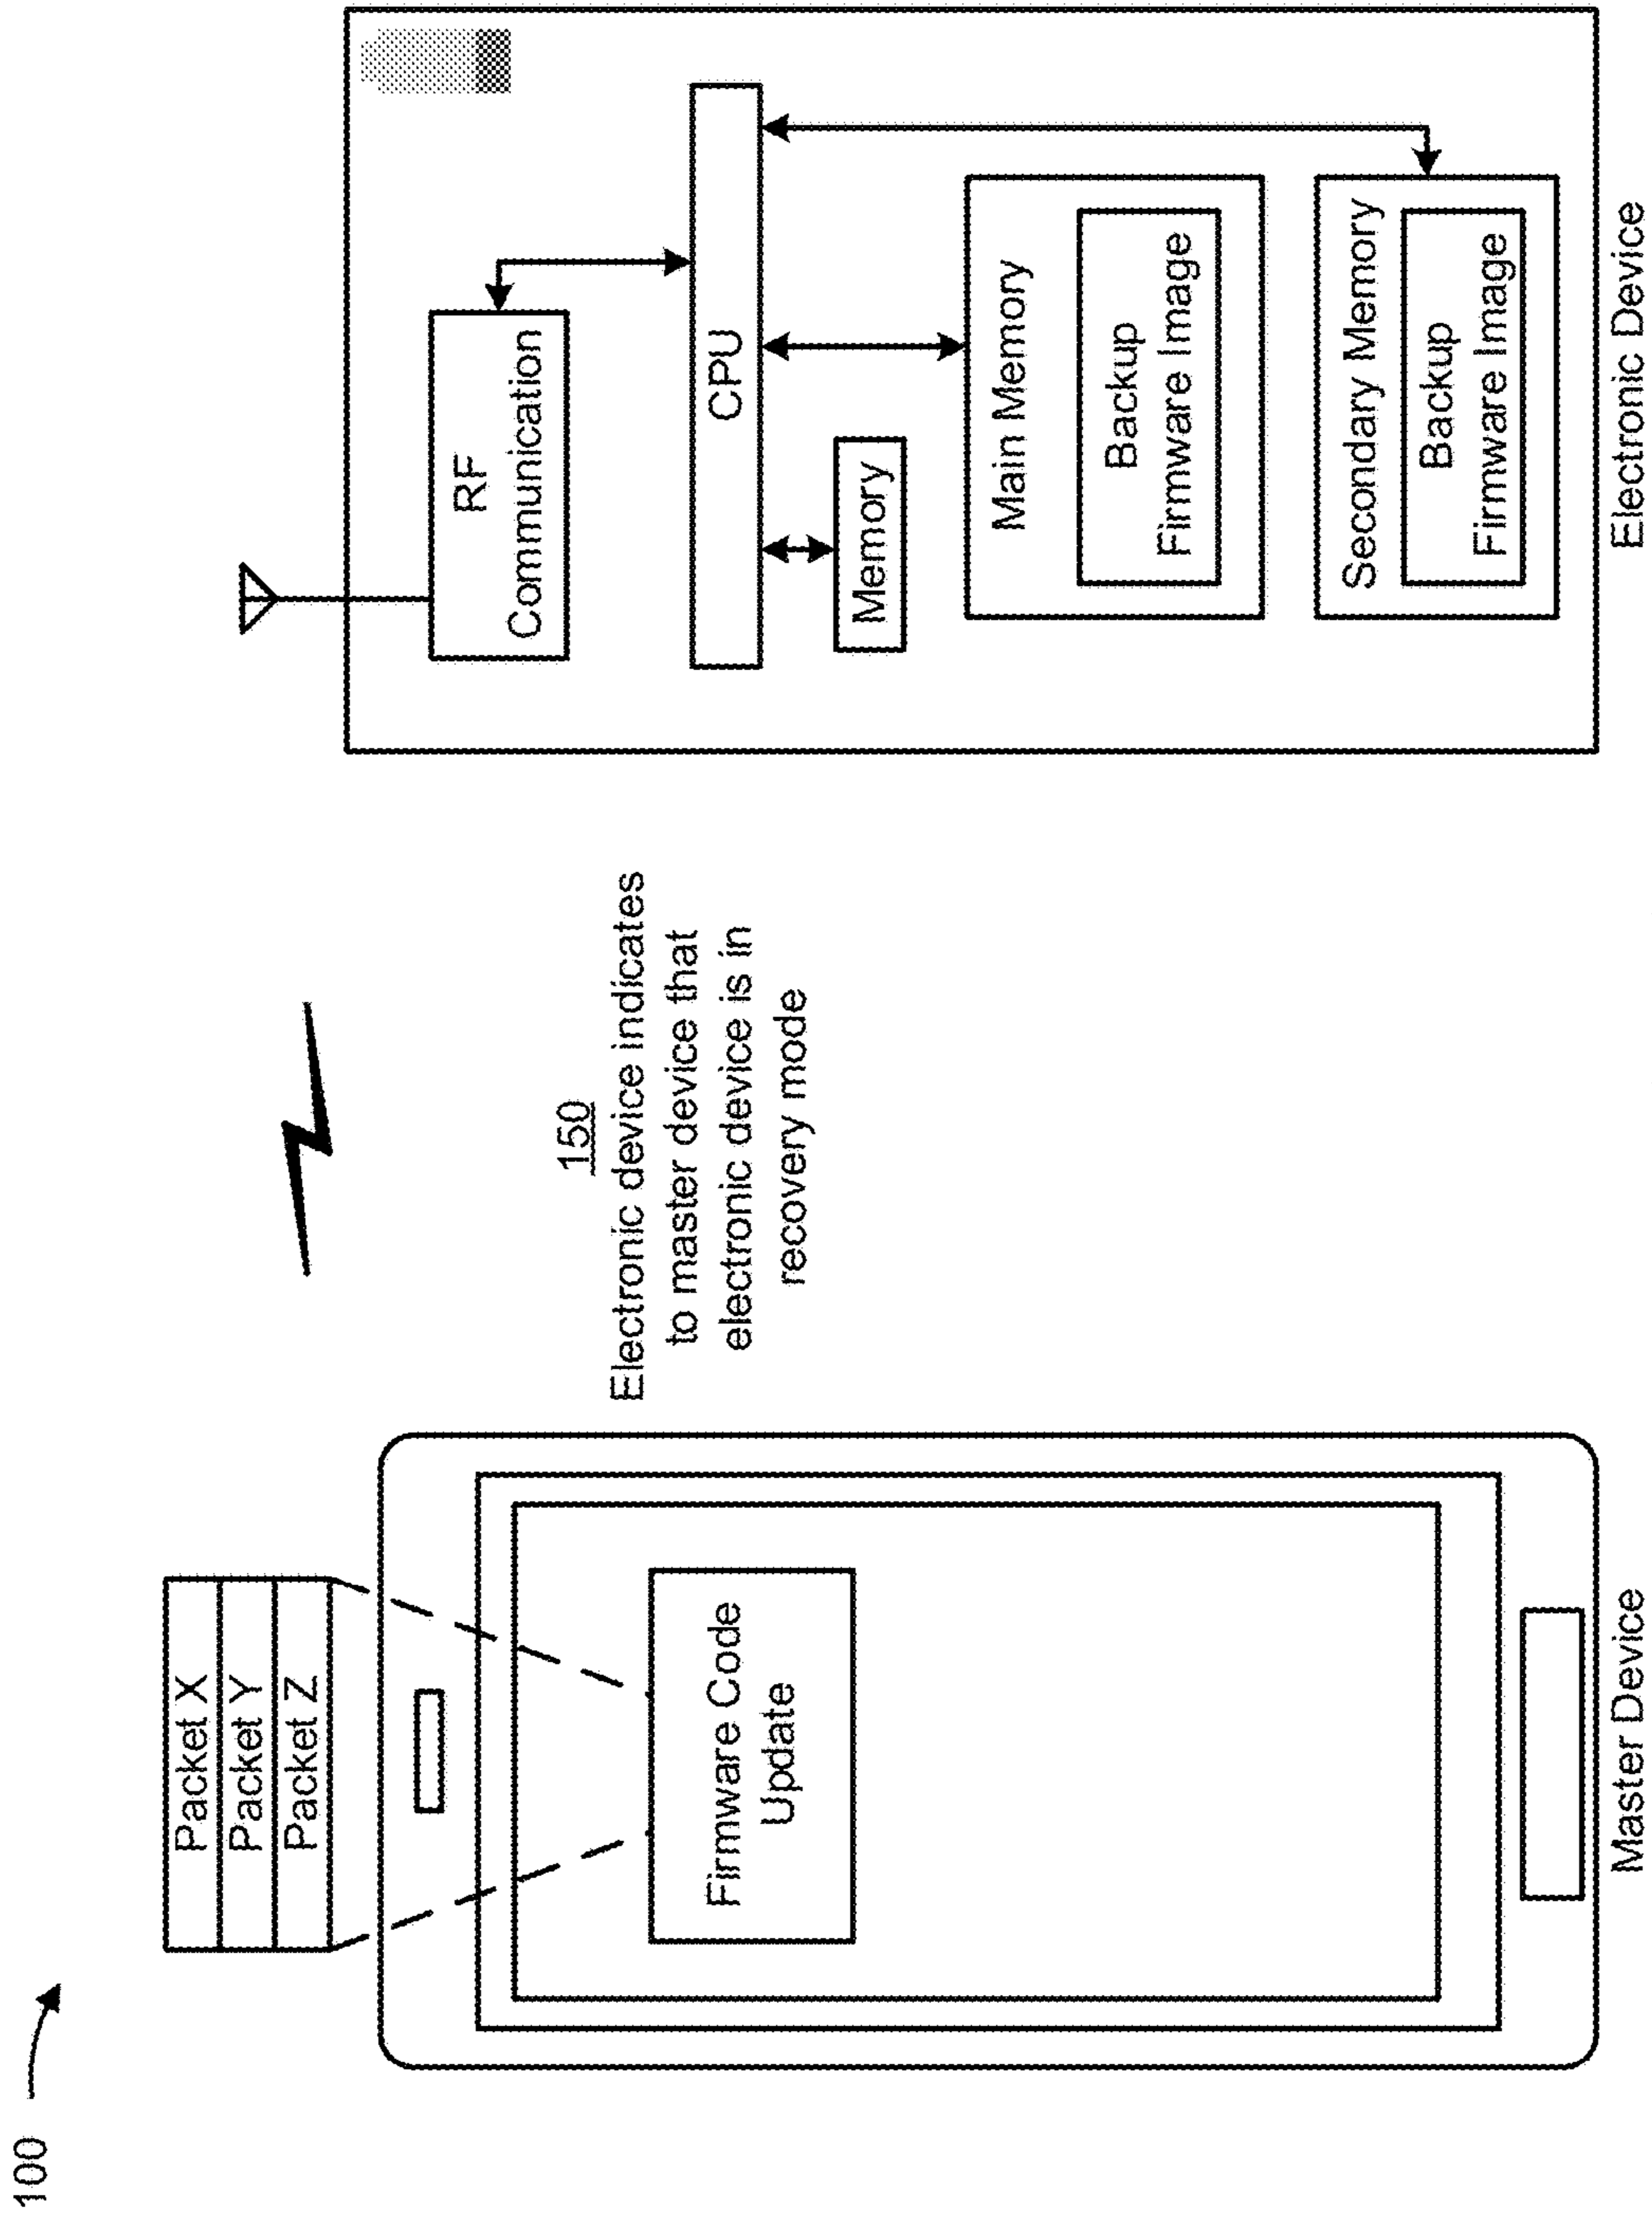 100
Packet X
Packet Y
Packet Z
Firmware Code
Update
Master Device
150
Electronic device indicates
to master device that
electronic device is in
recovery mode
RF
Communication
CPU
Memory
Main Memory
Backup
Firmware Image
Secondary Memory
Backup
Firmware Image
Electronic Device